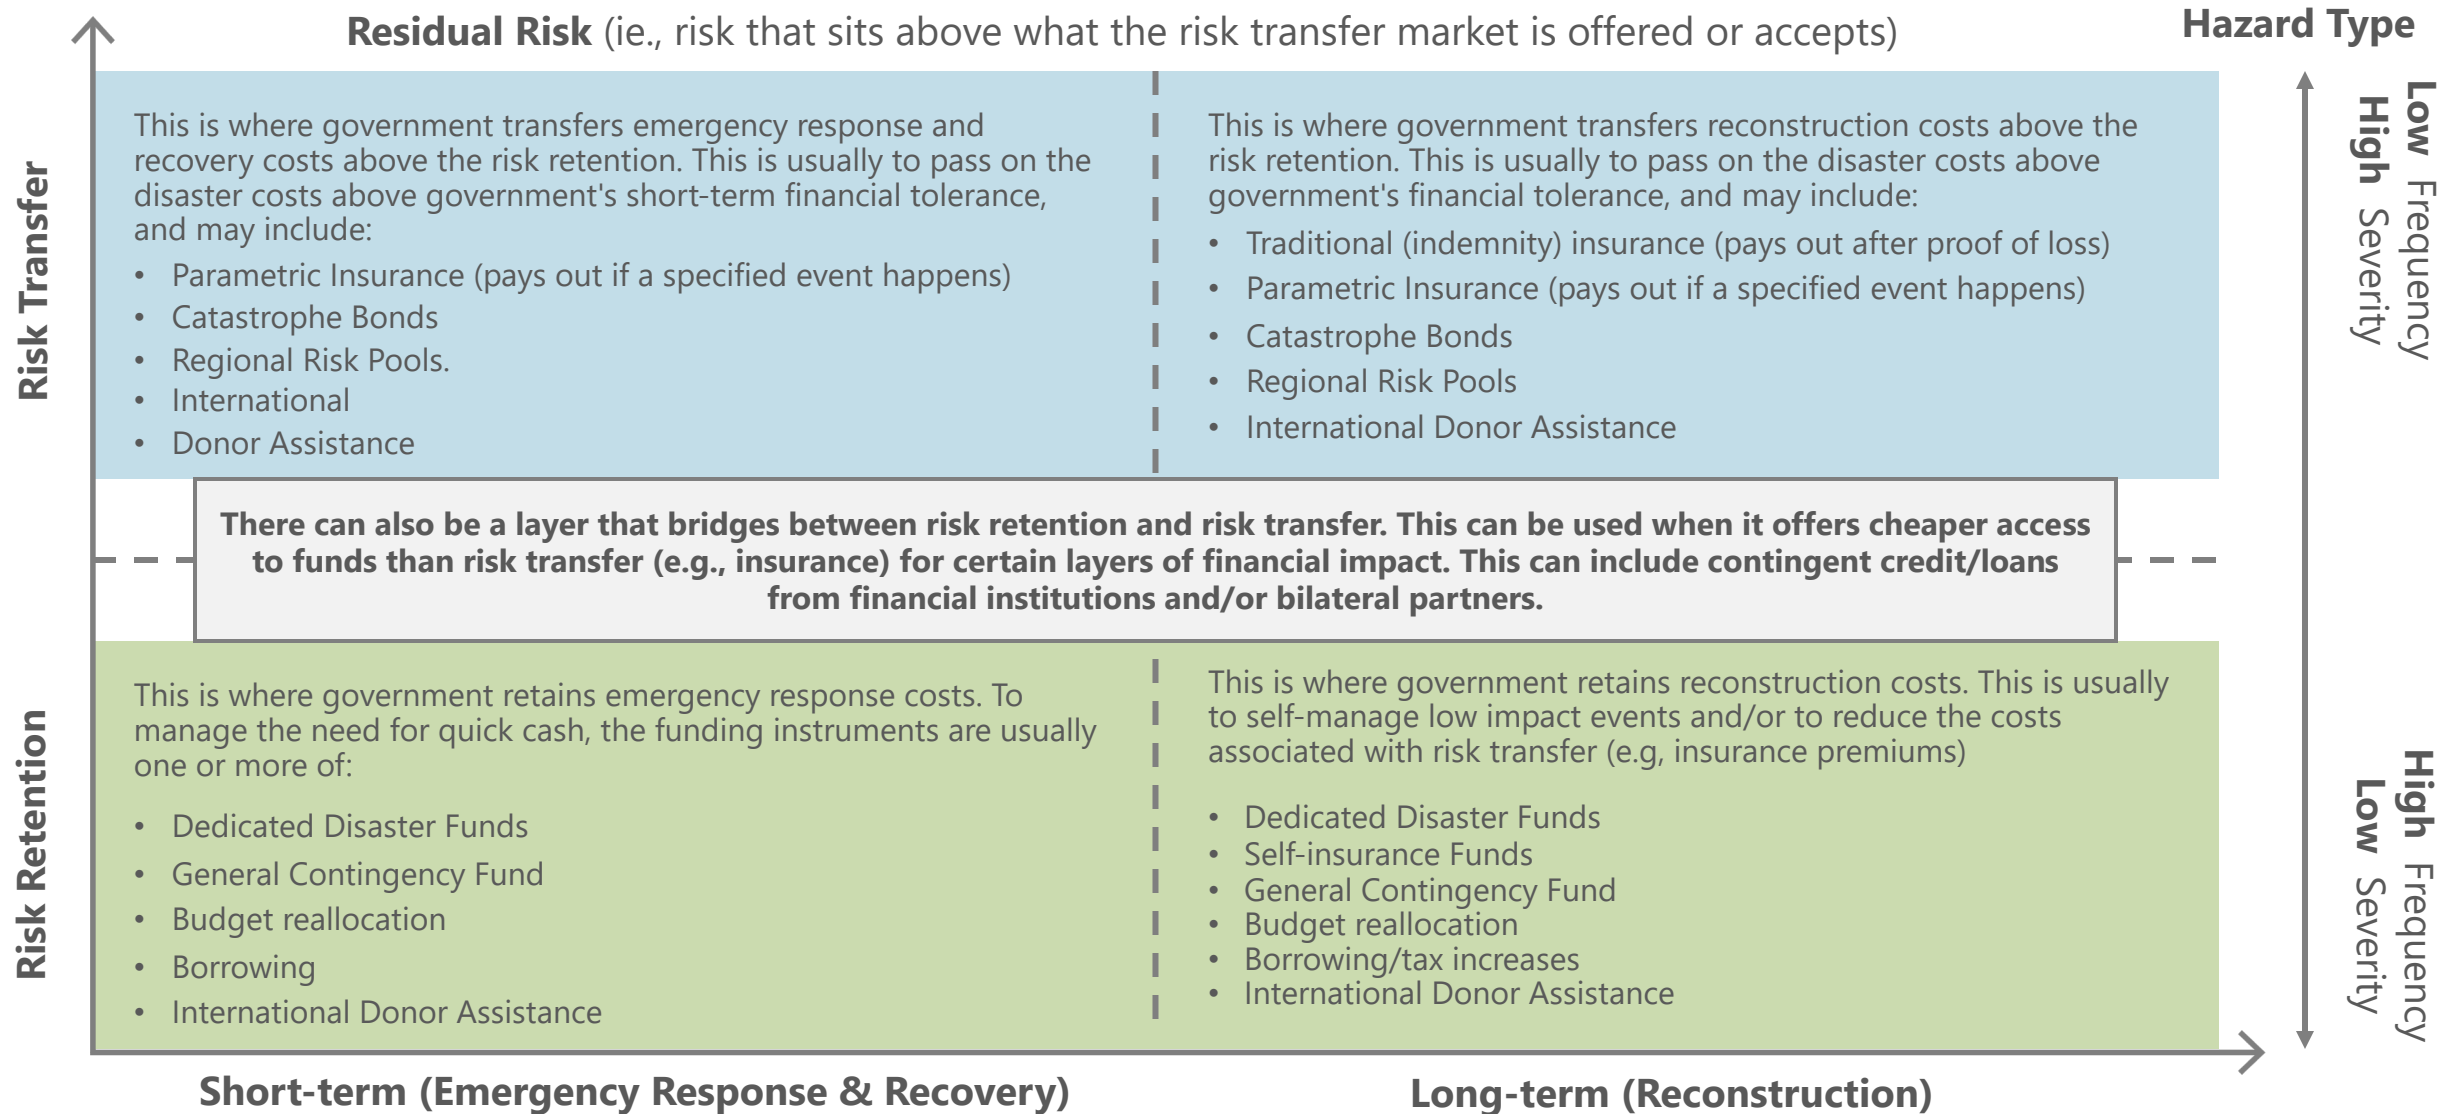 Residual Risk (ie., risk that sits above what the risk transfer market is offered or accepts)
Hazard Type
Risk Transfer
This is where government transfers emergency response and
recovery costs above the risk retention. This is usually to pass on the
disaster costs above government's short-term financial tolerance,
and may include:
• Parametric Insurance (pays out if a specified event happens)
• Catastrophe Bonds
• Regional Risk Pools.
• International
• Donor Assistance
This is where government transfers reconstruction costs above the
risk retention. This is usually to pass on the disaster costs above
government's financial tolerance, and may include:
• Traditional (indemnity) insurance (pays out after proof of loss)
• Parametric Insurance (pays out if a specified event happens)
• Catastrophe Bonds
• Regional Risk Pools
• International Donor Assistance
Low Frequency
High Severity
There can also be a layer that bridges between risk retention and risk transfer. This can be used when it offers cheaper access
to funds than risk transfer (e.g., insurance) for certain layers of financial impact. This can include contingent credit/loans
from financial institutions and/or bilateral partners.
Risk Retention
This is where government retains emergency response costs. To
manage the need for quick cash, the funding instruments are usually
one or more of:
• Dedicated Disaster Funds
• General Contingency Fund
• Budget reallocation
• Borrowing
• International Donor Assistance
This is where government retains reconstruction costs. This is usually
to self-manage low impact events and/or to reduce the costs
associated with risk transfer (e.g, insurance premiums)
• Dedicated Disaster Funds
• Self-insurance Funds
• General Contingency Fund
• Budget reallocation
• Borrowing/tax increases
• International Donor Assistance
High Frequency
Low Severity
Short-term (Emergency Response & Recovery)
Long-term (Reconstruction)